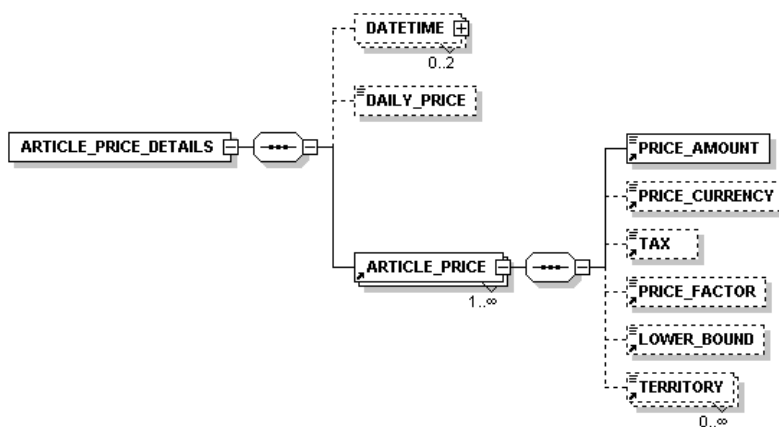 DATETIME
0..2
DAILY_PRICE
ARTICLE_PRICE_DETAILS
ARTICLE_PRICE
1..∞
PRICE_AMOUNT
PRICE_CURRENCY
TAX
PRICE_FACTOR
LOWER_BOUND
TERRITORY
0..∞